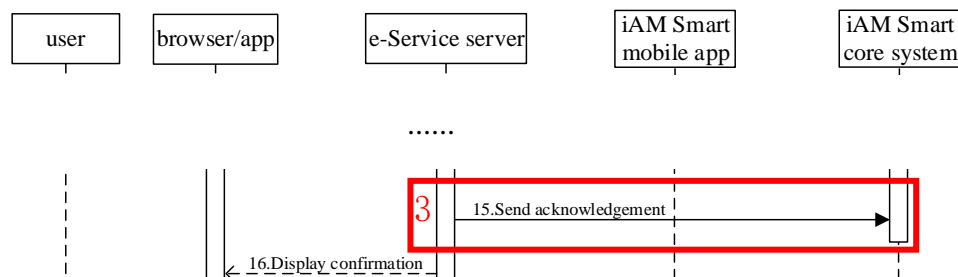 user
browser/app
e-Service server
iAM Smart
mobile app
iAM Smart
core system
......
3
15.Send acknowledgement
16.Display confirmation